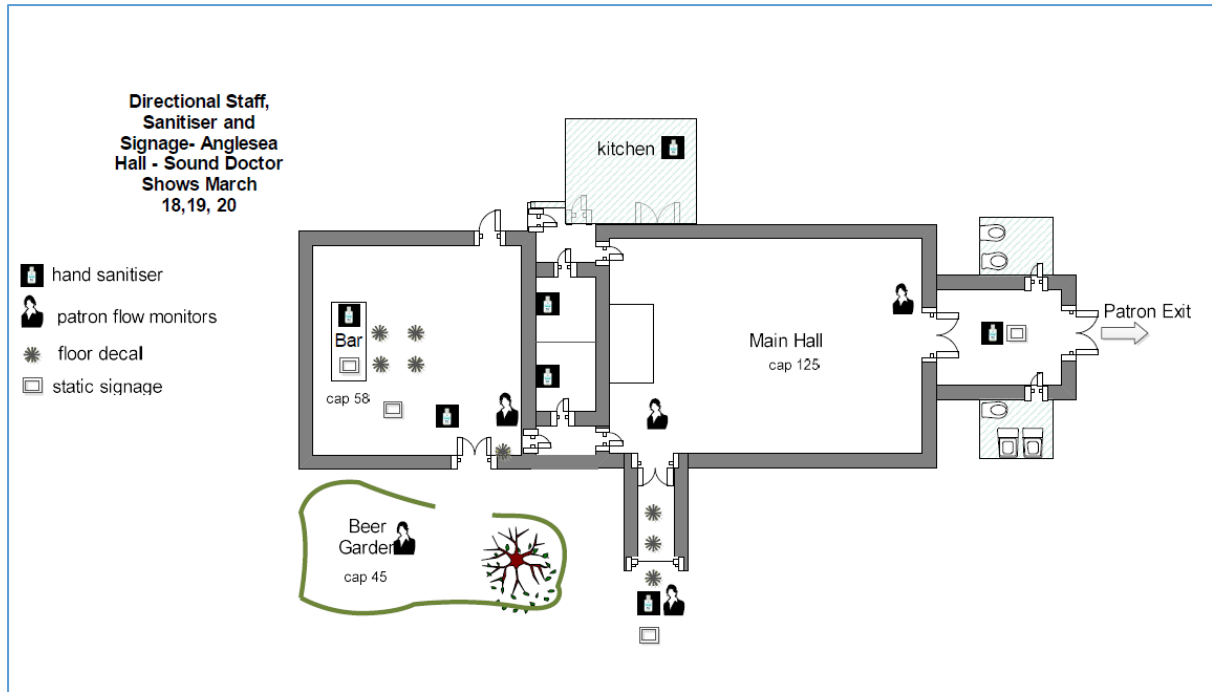 Directional Staff,
Sanitiser and
Signage- Anglesea
Hall - Sound Doctor
Shows March
18,19, 20
hand sanitiser
patron flow monitors
floor decal
static signage
kitchen
Bar
cap 58
Main Hall
cap 125
Patron Exit
Beer
Garden
cap 45